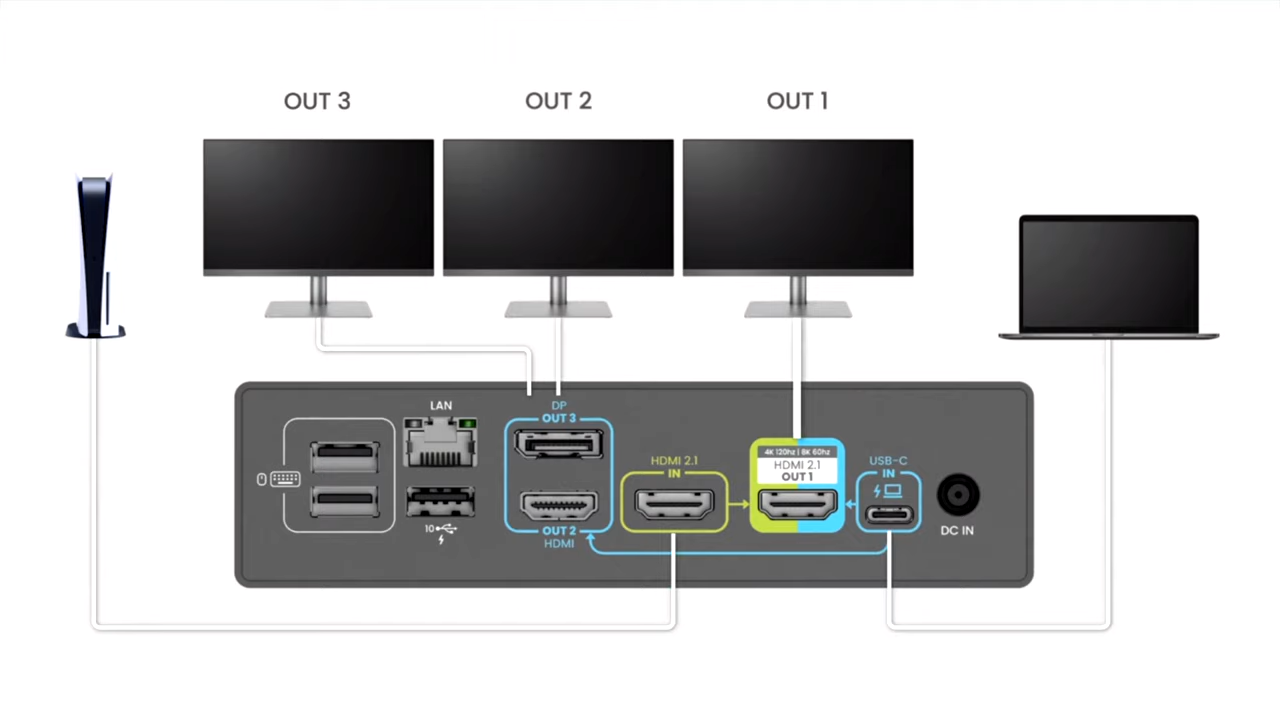 OUT 3
OUT 2
OUT 1
LAN
DP
OUT 3
4K 120hz | 8K 60hz
HDMI 2.1
IN
HDMI 2.1
OUT 1
USB-C
IN
10
OUT 2
HDMI
DC IN